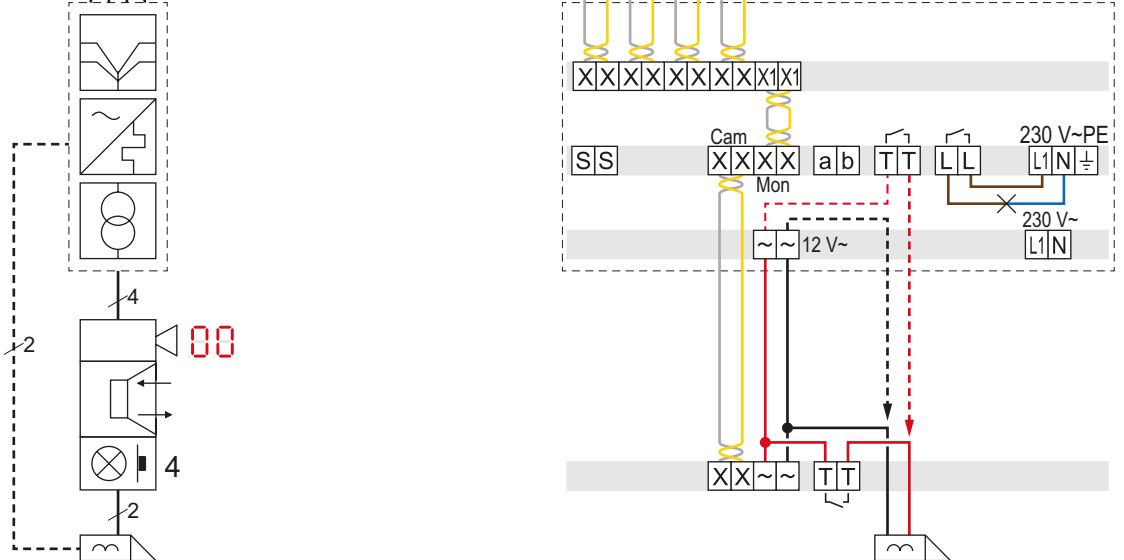 X X X X X X X X X1 X1
Cam
230 V~PE
S S
X X X X
a b
T T
L L
L1 N
Mon
230 V~
~ ~
12 V~
L1 N
4
2
00
4
X X ~ ~
T T
2